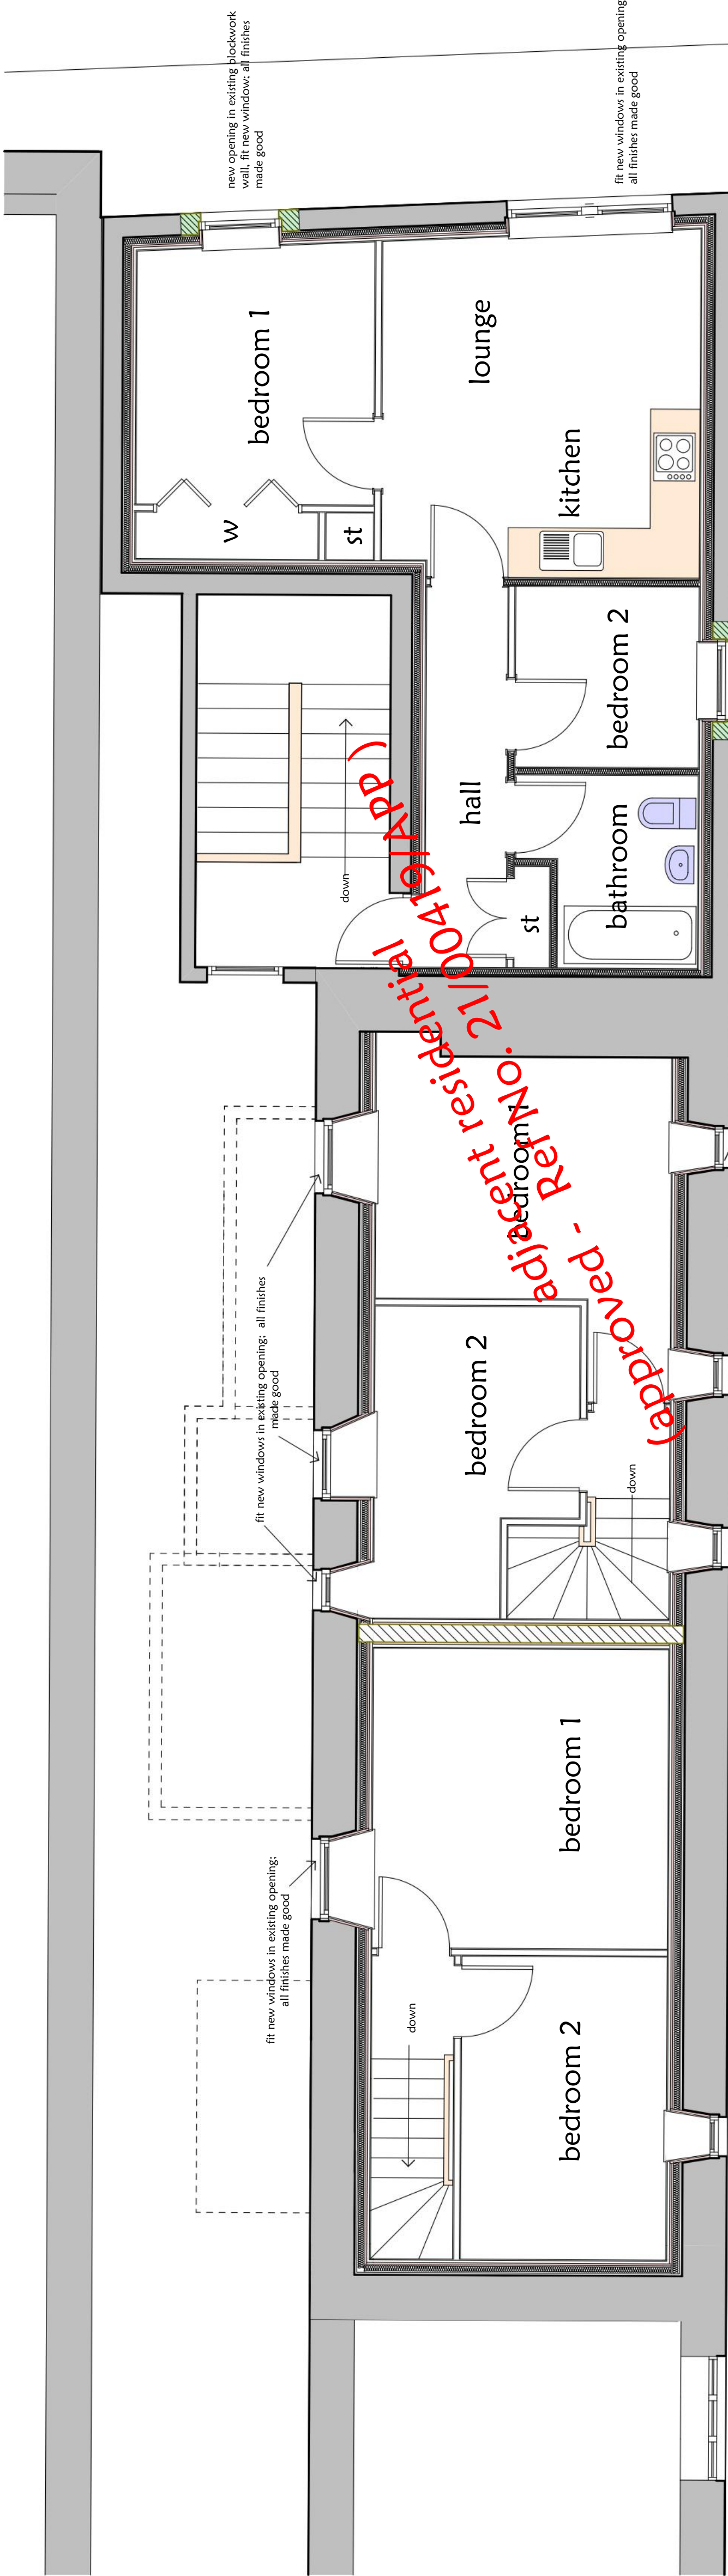 new opening in existing blockwork
wall, fit new window; all finishes
made good
fit new windows in existing opening
all finishes made good
bedroom 1
lounge
w
st
kitchen
bedroom 2
hall
down
bathroom
st
adjacent residential
(approved - Ref No. 21/00419/APP )
bedroom 1
fit new windows in existing opening; all finishes
made good
bedroom 2
down
bedroom 1
fit new windows in existing opening;
all finishes made good
down
bedroom 2